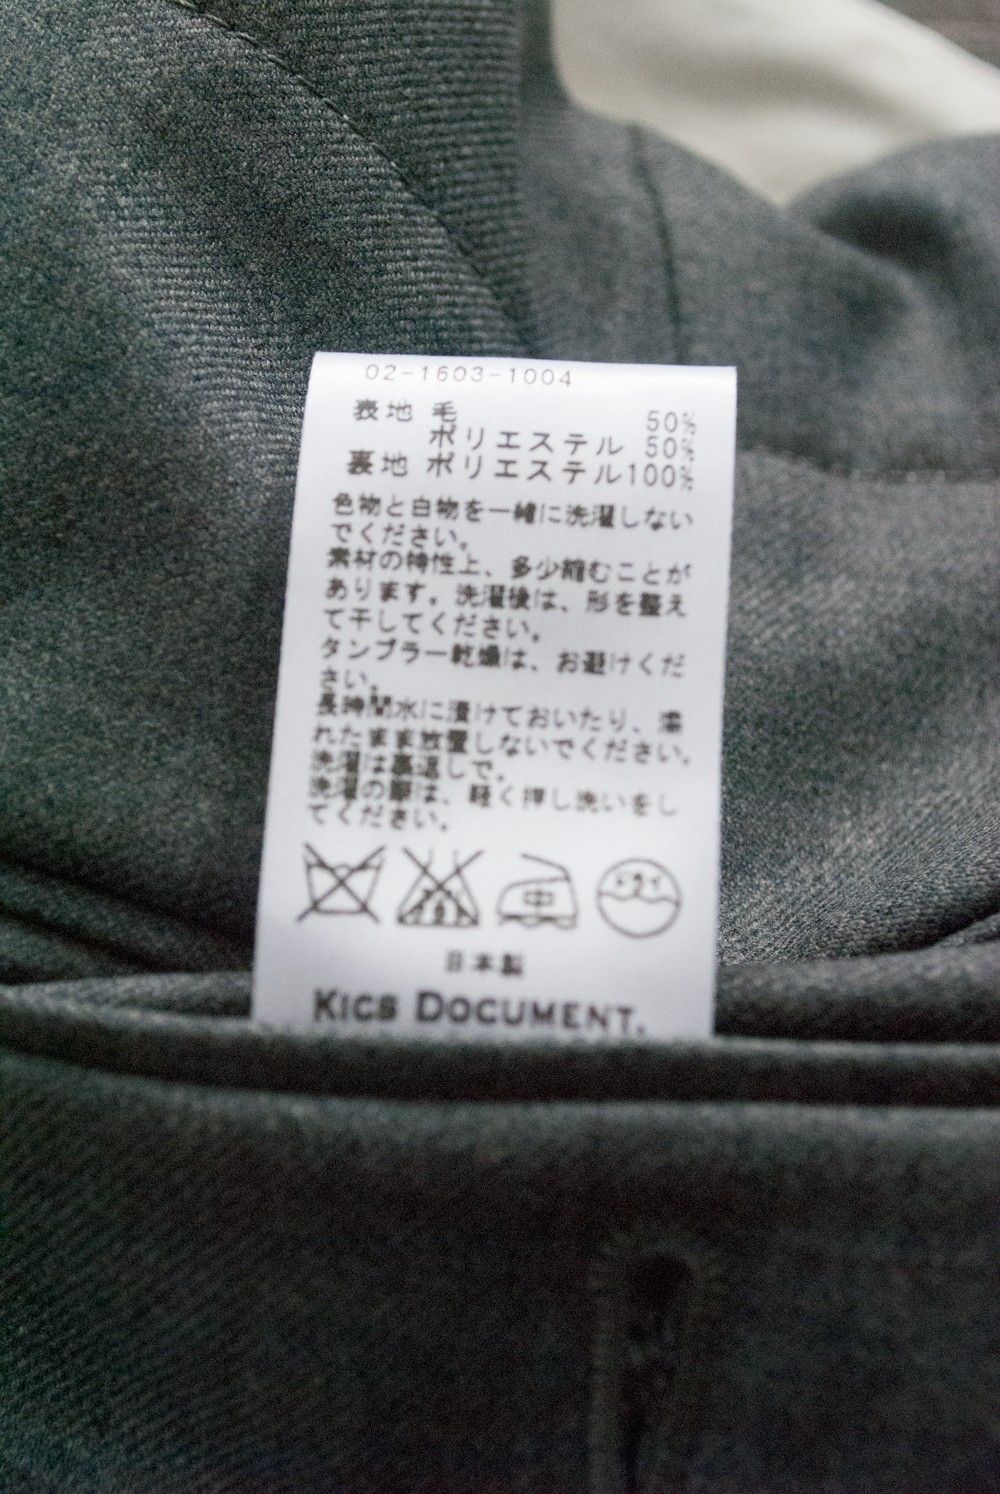 02-1603-1004
表地 毛 50%
ポリエステル 50%
裏地 ポリエステル100%
色物と白物を一緒に洗濯しない
でください。
素材の特性上、多少縮むことが
あります。洗濯後は、形を整え
て干してください。
タンブラー乾燥は、お避けくだ
さい。
長時間水に漬けておいたり、濡
れたまま放置しないでください。
洗濯は裏返しで。
洗濯の際は、軽く押し洗いをし
てください。
中
日本製
KICS DOCUMENT.